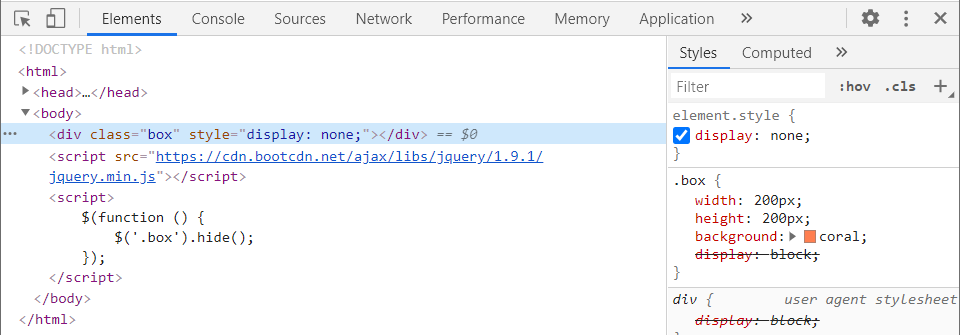 Elements Console Sources Network Performance Memory Application »
<!DOCTYPE html>
<html>
<head>…</head>
<body>
<div class="box" style="display: none;"></div> == $0
<script src="https://cdn.bootcdn.net/ajax/libs/jquery/1.9.1/
jquery.min.js"></script>
<script>
$(function () {
$('.box').hide();
});
</script>
</body>
</html>
Styles Computed »
Filter :hov .cls +
element.style {
display: none;
}
.box {
width: 200px;
height: 200px;
background: coral;
display: block;
}
div { user agent stylesheet
display: block;